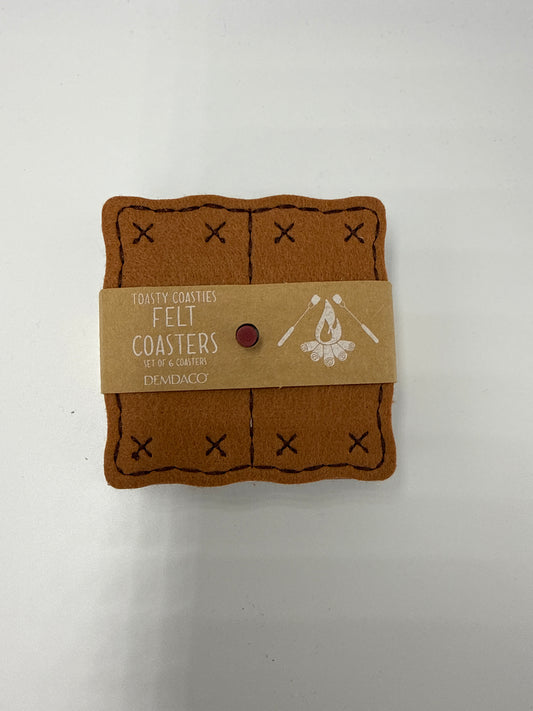 TOASTY COASTIES
FELT
COASTERS
SET OF 6 COASTERS
DEMDACO